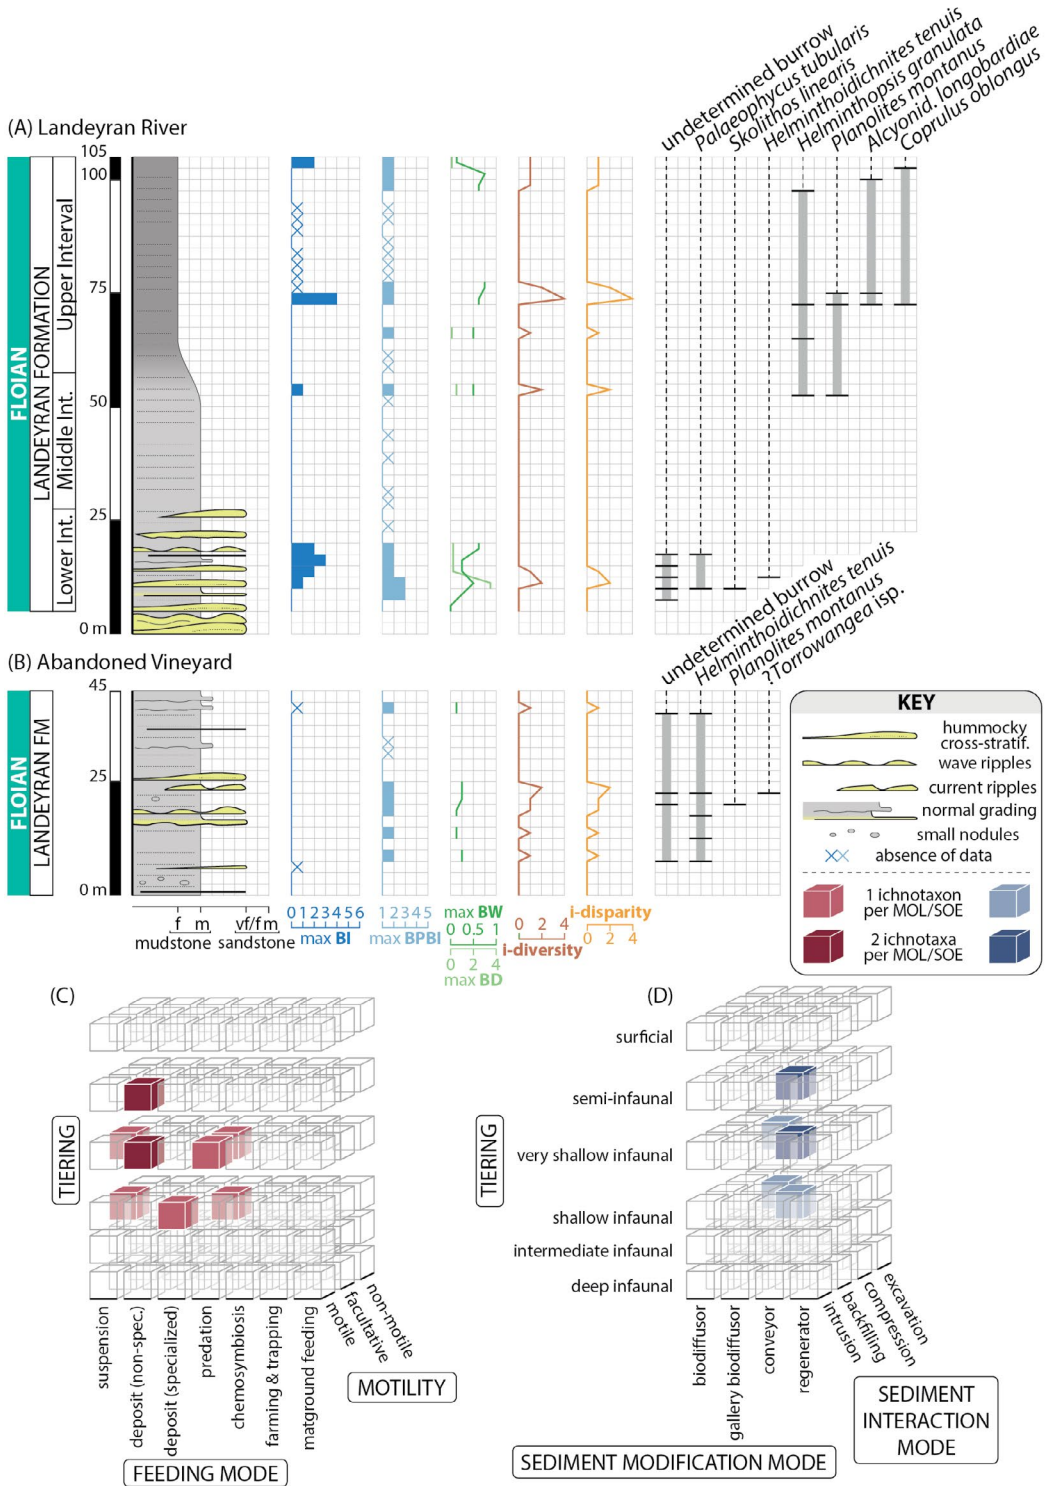 undetermined burrow
Palaeophycus tubularis
Skolithos linearis
Helminthoidichnites tenuis
Helminthopsis granulata
Planolites montanus
Alcyonid. longobardiae
Coprulus oblongus
(A) Landeyran River
FLOIAN
LANDEYRAN FORMATION
Upper Interval
Middle Int.
Lower Int.
105
100
75
50
25
0 m
(B) Abandoned Vineyard
undetermined burrow
Helminthoidichnites tenuis
Planolites montanus
?Torrowangea isp.
FLOIAN
LANDEYRAN FM
45
25
0 m
f m vf/f m
mudstone sandstone
0 1 2 3 4 5 6
max BI
1 2 3 4 5
max BPBI
max BW
0 0.5 1
0 2 4
max BD
0 2 4
i-diversity
i-disparity
0 2 4
KEY
hummocky
cross-stratif.
wave ripples
current ripples
normal grading
small nodules
absence of data
1 ichnotaxon
per MOL/SOE
2 ichnotaxa
per MOL/SOE
(C)
TIERING
suspension
deposit (non-spec.)
deposit (specialized)
predation
chemosymbiosis
farming & trapping
matground feeding
motile
facultative
non-motile
MOTILITY
FEEDING MODE
(D)
surficial
semi-infaunal
very shallow infaunal
shallow infaunal
intermediate infaunal
deep infaunal
TIERING
biodiffusor
gallery biodiffusor
conveyor
regenerator
intrusion
backfilling
compression
excavation
SEDIMENT
INTERACTION
MODE
SEDIMENT MODIFICATION MODE